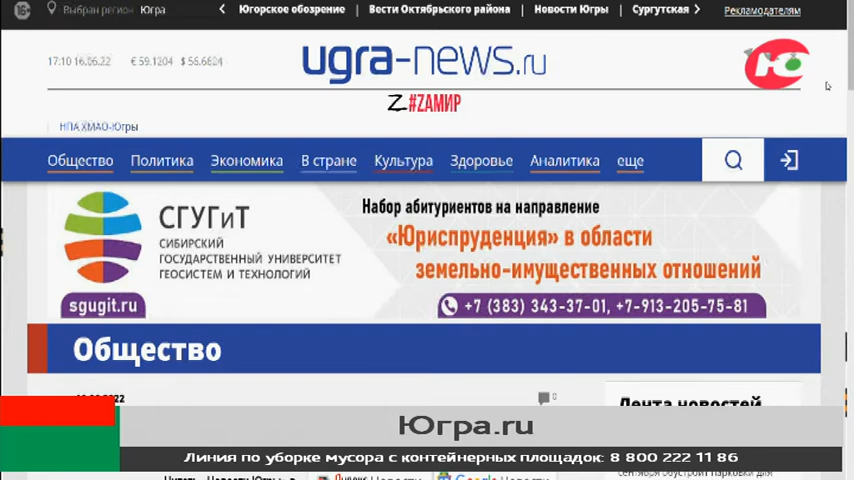 16+ Выбран регион Югра Югорское обозрение Вести Октябрьского района Новости Югры Сургутская Рекламодателям
17:10 16.06.22 € 59.1204 $ 56.6824 ugra-news.ru Ю
Z #ZАМИР
НПА ХМАО-Югры
Общество Политика Экономика В стране Культура Здоровье Аналитика еще
СГУГиТ
СИБИРСКИЙ
ГОСУДАРСТВЕННЫЙ УНИВЕРСИТЕТ
ГЕОСИСТЕМ И ТЕХНОЛОГИЙ
sgugit.ru
Набор абитуриентов на направление
«Юриспруденция» в области
земельно-имущественных отношений
+7 (383) 343-37-01, +7-913-205-75-81
Общество
0
Лента новостей
Югра.ru
Линия по уборке мусора с контейнерных площадок: 8 800 222 11 86